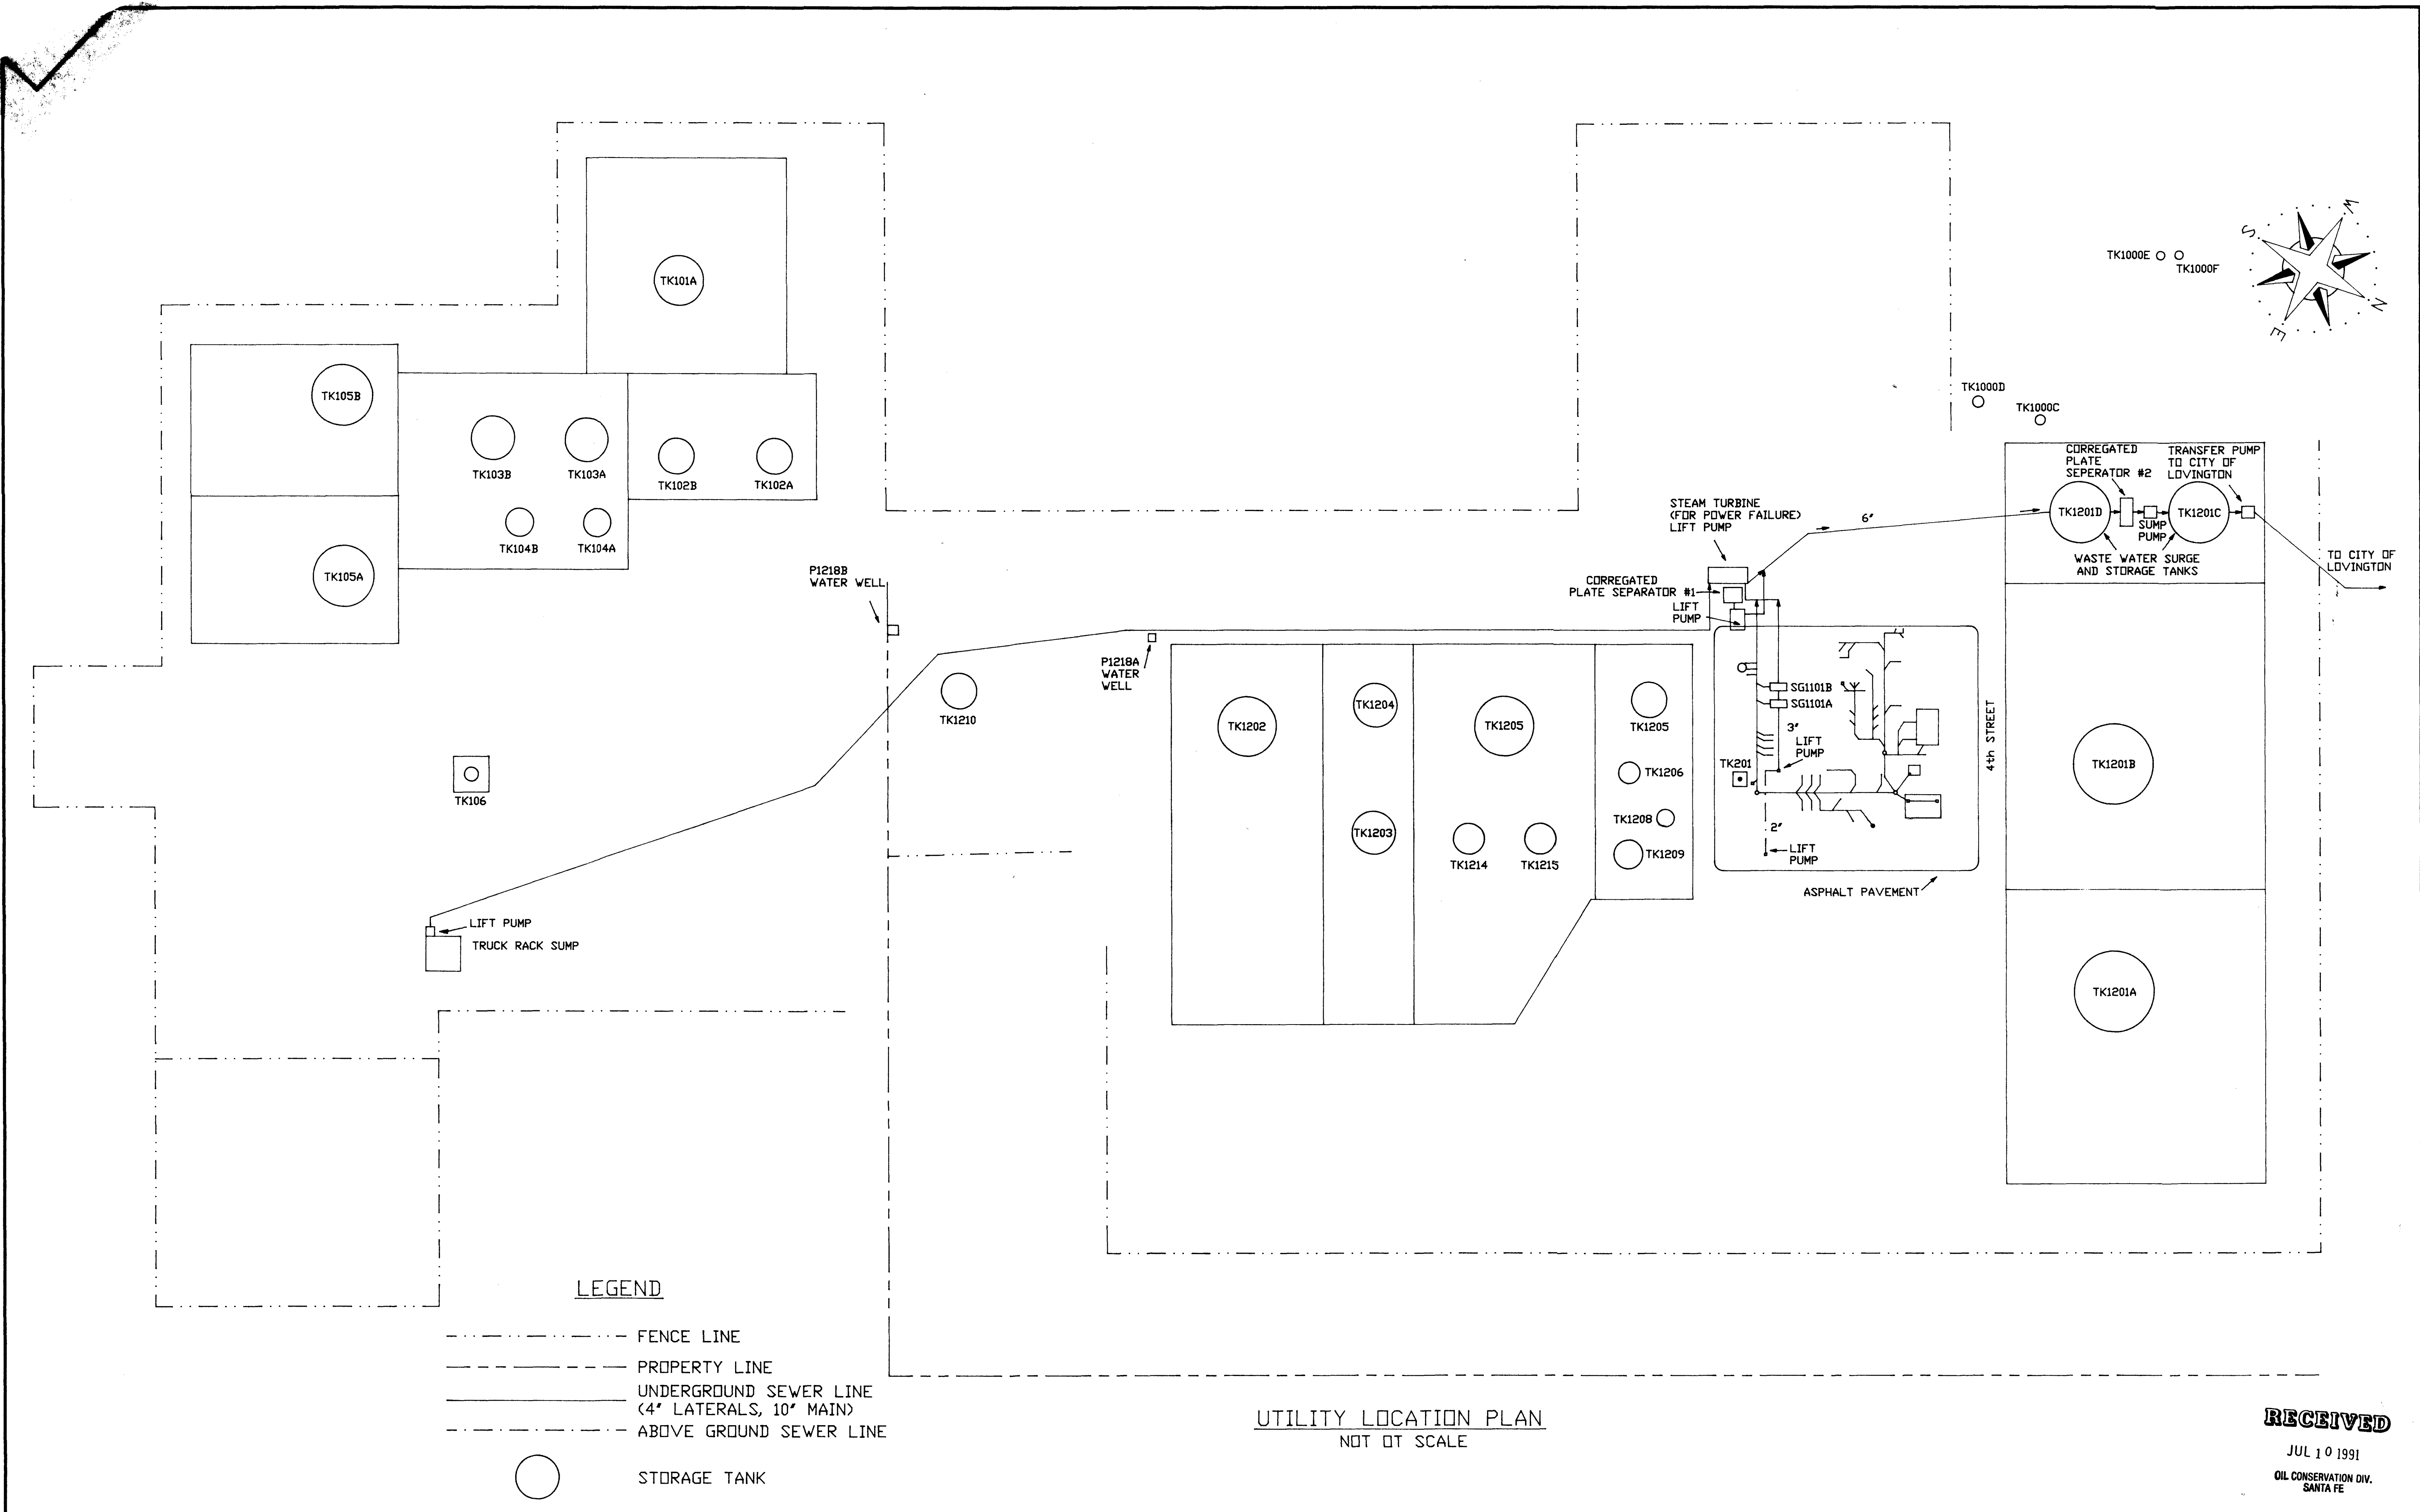 W
S
N
E
TK1000E
TK1000F
TK101A
TK1000D
TK1000C
TK105B
TK103B
TK103A
TK102B
TK102A
TK104B
TK104A
TK105A
CORREGATED
PLATE
SEPERATOR #2
TRANSFER PUMP
TO CITY OF
LOVINGTON
STEAM TURBINE
(FOR POWER FAILURE)
LIFT PUMP
6"
TK1201D
SUMP
PUMP
TK1201C
WASTE WATER SURGE
AND STORAGE TANKS
TO CITY OF
LOVINGTON
P1218B
WATER WELL
CORREGATED
PLATE SEPARATOR #1
LIFT
PUMP
P1218A
WATER
WELL
TK1210
TK1202
TK1204
TK1205
TK1205
TK1206
TK1203
TK1208
TK1209
TK1214
TK1215
SG1101B
SG1101A
3"
LIFT
PUMP
TK201
2"
LIFT
PUMP
4th STREET
TK1201B
ASPHALT PAVEMENT
TK106
LIFT PUMP
TRUCK RACK SUMP
TK1201A
LEGEND
FENCE LINE
PROPERTY LINE
UNDERGROUND SEWER LINE
(4" LATERALS, 10" MAIN)
ABOVE GROUND SEWER LINE
STORAGE TANK
UTILITY LOCATION PLAN
NOT OT SCALE
RECEIVED
JUL 10 1991
OIL CONSERVATION DIV.
SANTA FE